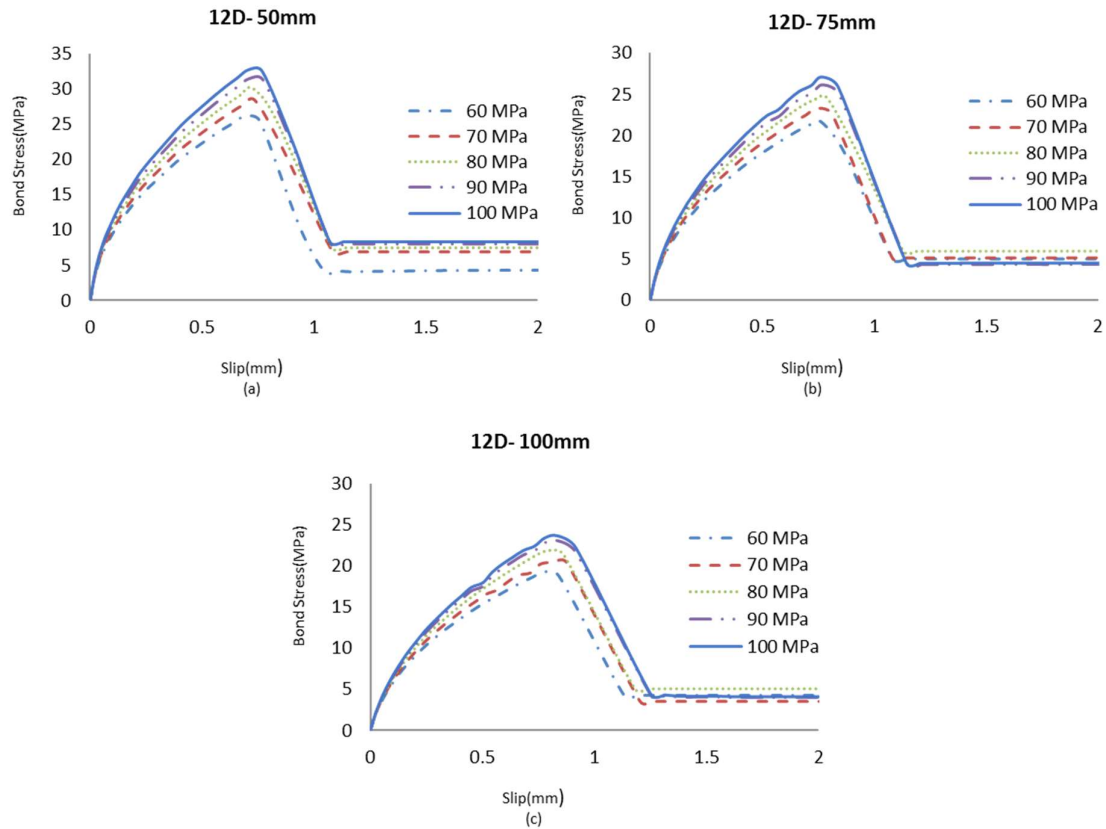 12D- 50mm
Bond Stress(MPa)
35
30
25
20
15
10
5
0
0 0.5 1 1.5 2
60 MPa
70 MPa
80 MPa
90 MPa
100 MPa
Slip(mm)
(a)
12D- 75mm
Bond Stress(MPa)
30
25
20
15
10
5
0
0 0.5 1 1.5 2
60 MPa
70 MPa
80 MPa
90 MPa
100 MPa
Slip(mm)
(b)
12D- 100mm
Bond Stress(MPa)
30
25
20
15
10
5
0
0 0.5 1 1.5 2
60 MPa
70 MPa
80 MPa
90 MPa
100 MPa
Slip(mm)
(c)